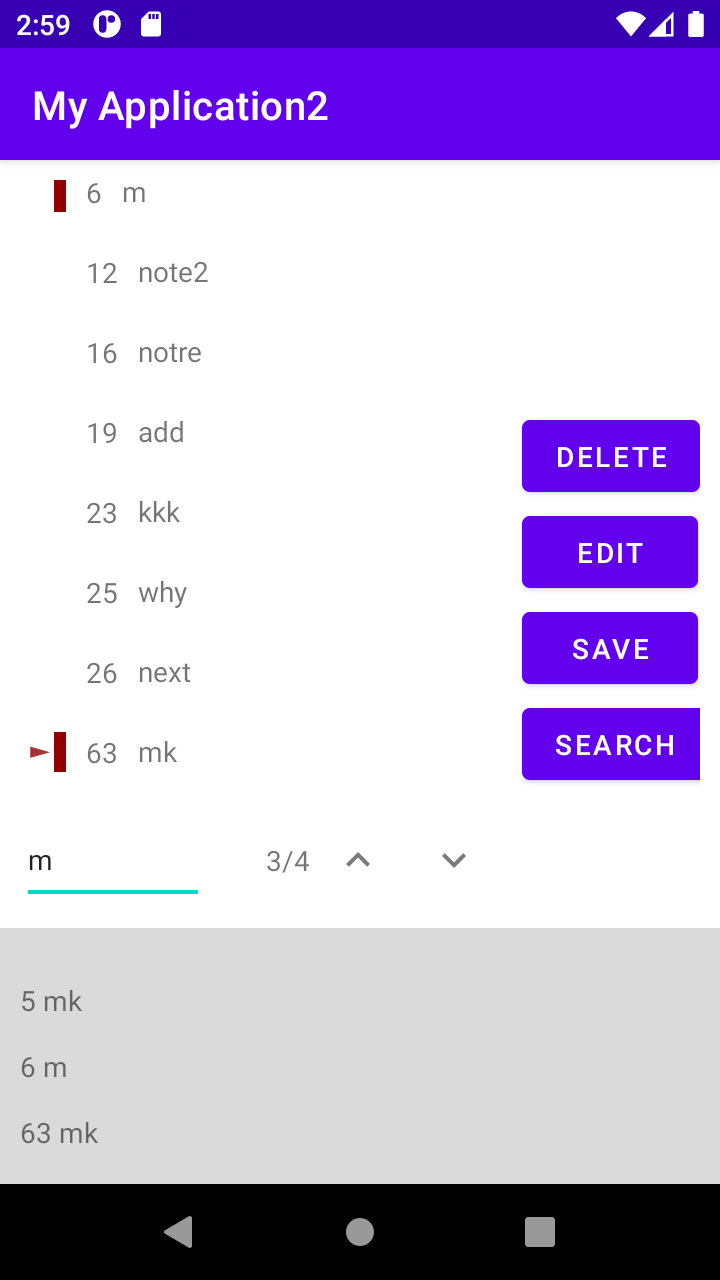 2:59
My Application2
6 m
12 note2
16 notre
19 add
23 kkk
25 why
26 next
63 mk
DELETE
EDIT
SAVE
SEARCH
m 3/4
5 mk
6 m
63 mk